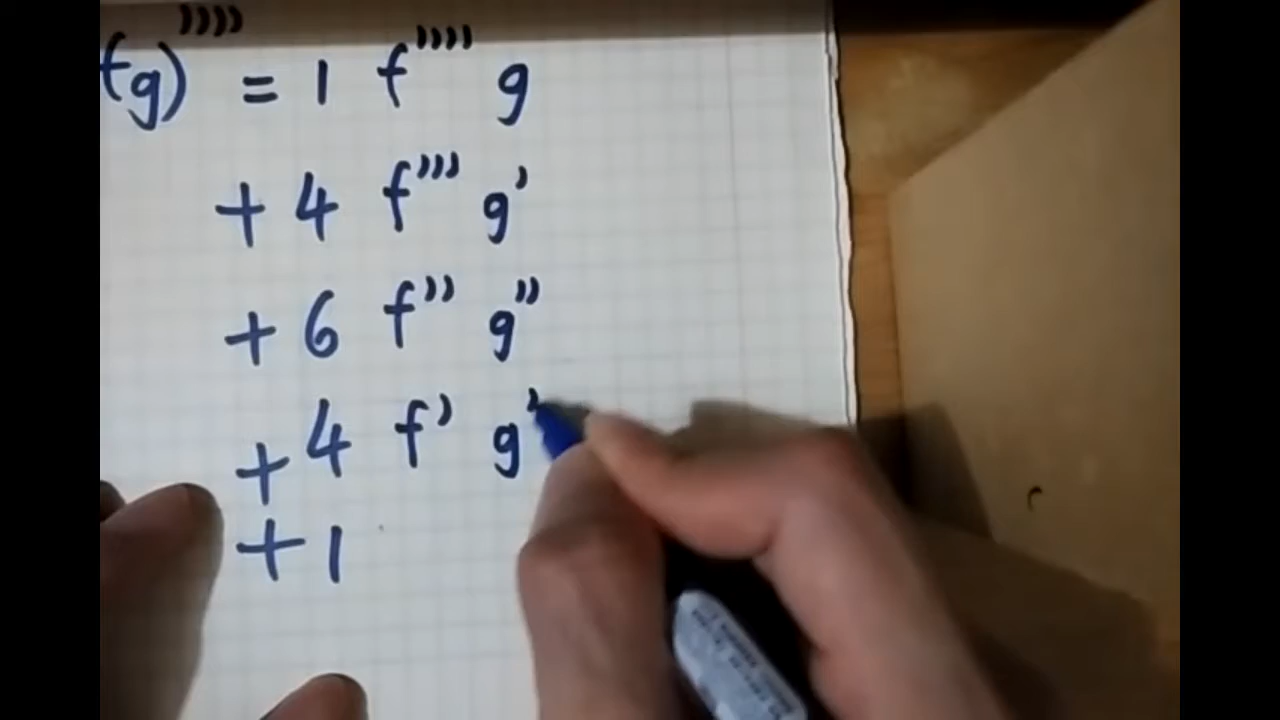 (fg)'''' = 1 f'''' g
+ 4 f''' g'
+ 6 f'' g''
+ 4 f' g'
+ 1